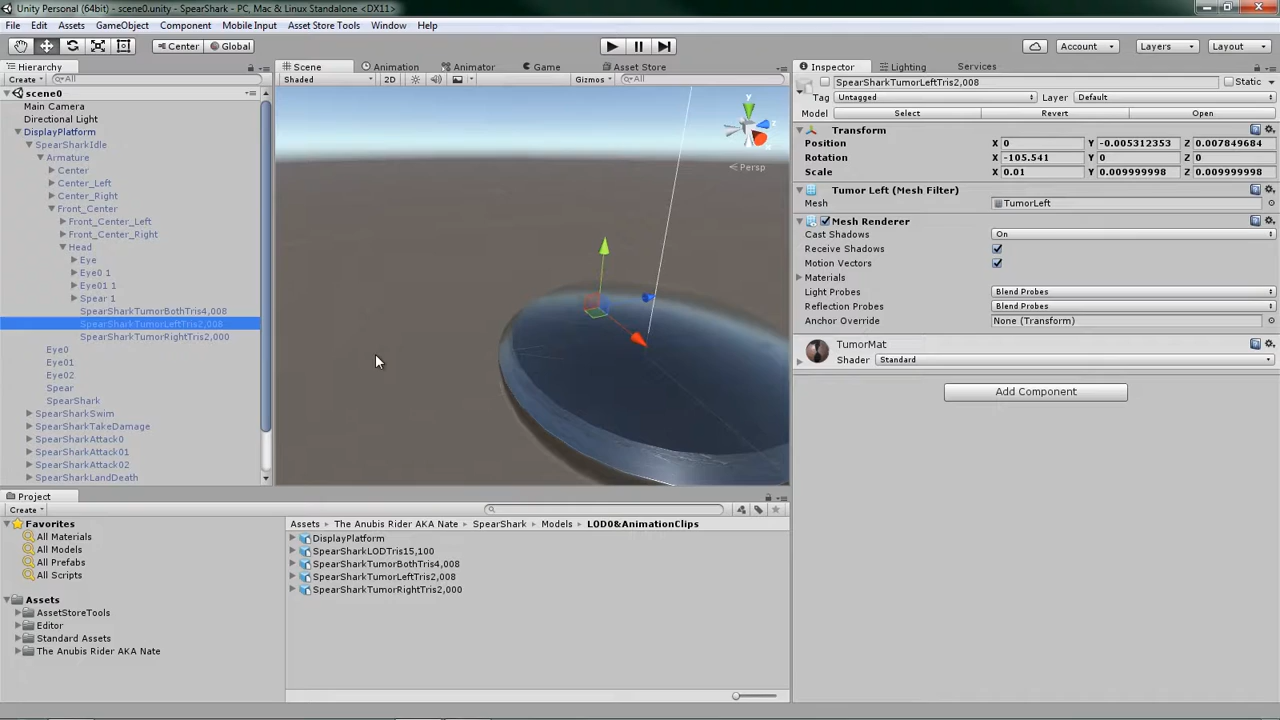 Unity Personal (64bit) - scene0.unity - SpearShark - PC, Mac & Linux Standalone <DX11>
File Edit Assets GameObject Component Mobile Input Asset Store Tools Window Help
Center Global Account Layers Layout
Hierarchy Scene Animation Animator Game Asset Store Inspector Lighting Services
Create All Shaded 2D Gizmos All SpearSharkTumorLeftTris2,008 Static
scene0 Tag Untagged Layer Default
Main Camera
Directional Light Model Select Revert Open
DisplayPlatform Transform
SpearSharkIdle Position X 0 Y -0.005312353 Z 0.007849684
Armature Rotation X -105.541 Y 0 Z 0
Center Scale X 0.01 Y 0.009999998 Z 0.009999998
y z Persp
Center_Left Tumor Left (Mesh Filter)
Center_Right Mesh TumorLeft
Front_Center
Front_Center_Left Mesh Renderer
Front_Center_Right Cast Shadows On
Head Receive Shadows
Eye Motion Vectors
Eye0 1 Materials
Eye01 1 Light Probes Blend Probes
Spear 1 Reflection Probes Blend Probes
SpearSharkTumorBothTris4,008 Anchor Override None (Transform)
SpearSharkTumorLeftTris2,008
SpearSharkTumorRightTris2,000 TumorMat
Eye0 Shader Standard
Eye01
Eye02
Spear Add Component
SpearShark
SpearSharkSwim
SpearSharkTakeDamage
SpearSharkAttack0
SpearSharkAttack01
SpearSharkAttack02
SpearSharkLandDeath
Project
Create
Favorites Assets The Anubis Rider AKA Nate SpearShark Models LOD0&AnimationClips
All Materials DisplayPlatform
All Models SpearSharkLODTris15,100
All Prefabs SpearSharkTumorBothTris4,008
All Scripts SpearSharkTumorLeftTris2,008
SpearSharkTumorRightTris2,000
Assets
AssetStoreTools
Editor
Standard Assets
The Anubis Rider AKA Nate